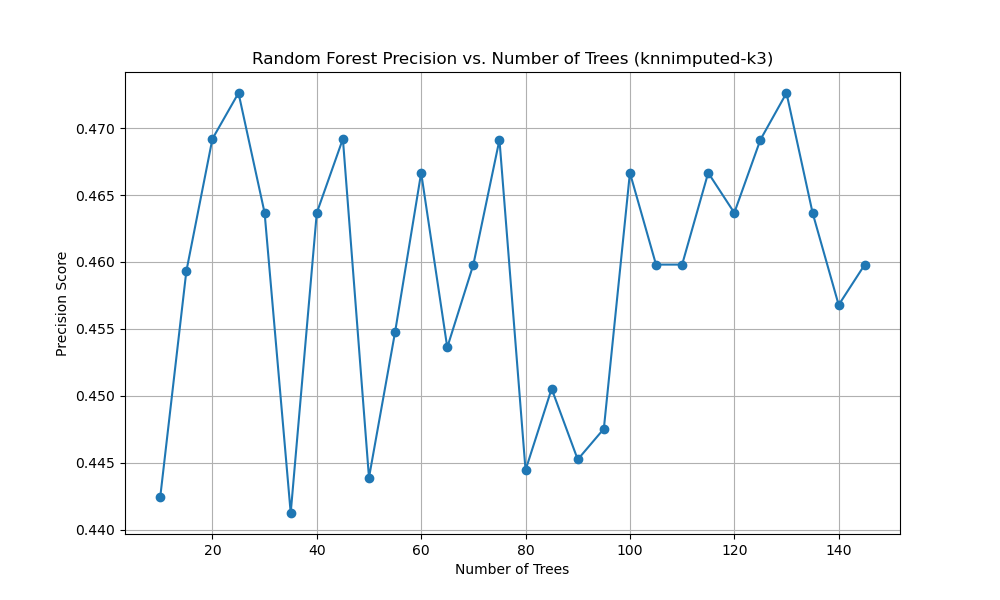 Random Forest Precision vs. Number of Trees (knnimputed-k3)
0.470
0.465
0.460
0.455
0.450
0.445
0.440
Precision Score
20 40 60 80 100 120 140
Number of Trees